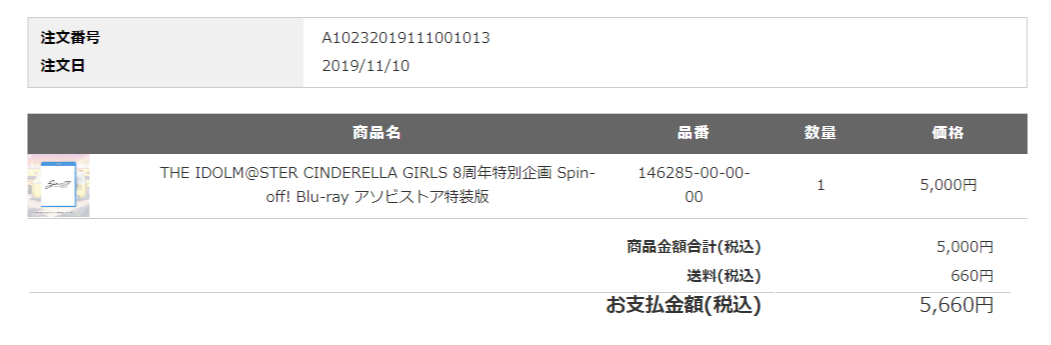 注文番号 A10232019111001013
注文日 2019/11/10
商品名 品番 数量 価格
THE IDOLM@STER CINDERELLA GIRLS 8周年特別企画 Spin- 146285-00-00- 1 5,000円
off! Blu-ray アソビストア特装版 00
商品金額合計(税込) 5,000円
送料(税込) 660円
お支払金額(税込) 5,660円